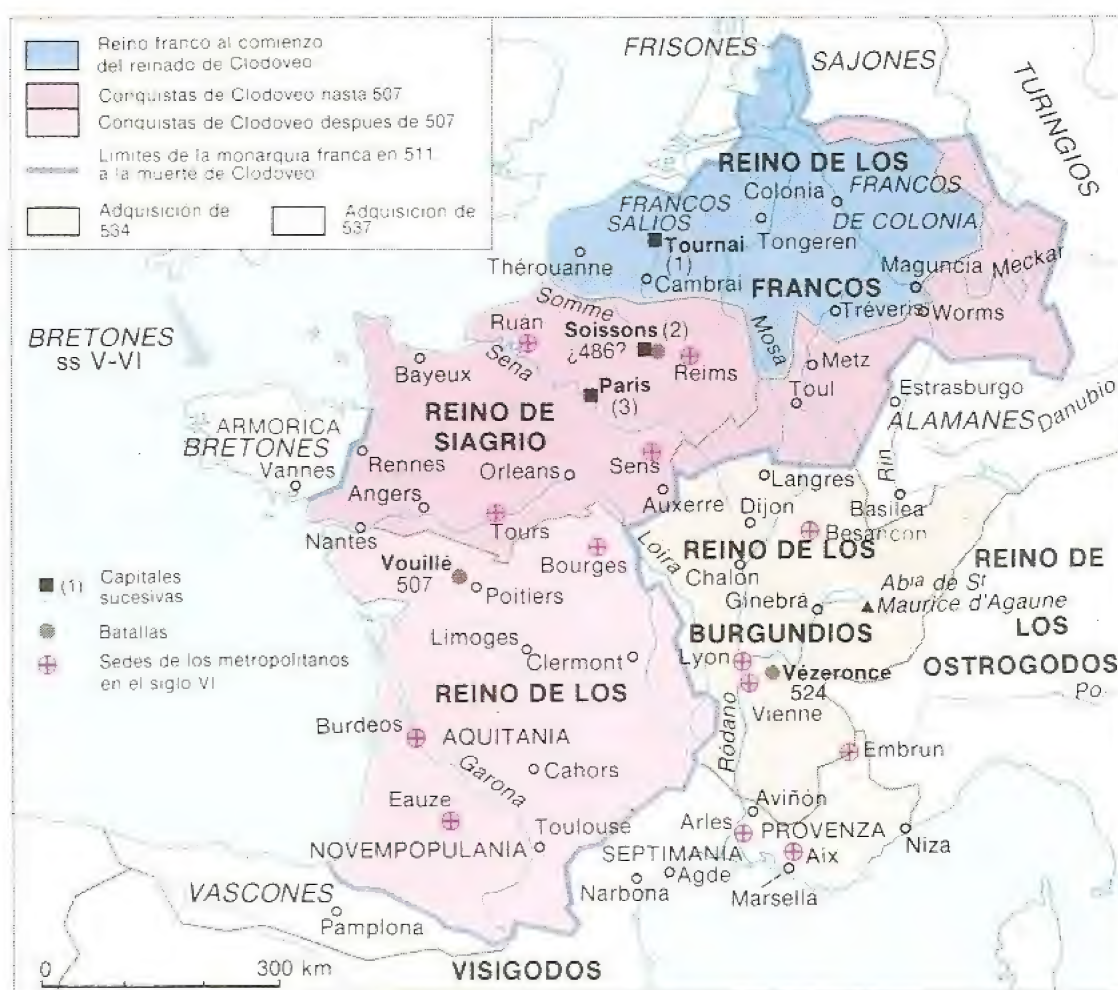 Reino franco al comienzo
del reinado de Clodoveo
Conquistas de Clodoveo hasta 507
Conquistas de Clodoveo despues de 507
Limites de la monarquia franca en 511
a la muerte de Clodoveo
Adquisición de
534
Adquisición de
537
FRISONES
SAJONES
TURINGIOS
REINO DE LOS
Colonia
FRANCOS
FRANCOS
SALIOS
DE COLONIA
Tournai
(1)
Tongeren
Thérouanne
Cambrai
Maguncia
Meckar
FRANCOS
Somme
Tréveris
Worms
BRETONES
ss V-VI
Ruán
Soissons (2)
¿486?
Mosa
Sena
Reims
Metz
Bayeux
Paris
(3)
Toul
Estrasburgo
ALAMANES
Danubio
ARMORICA
BRETONES
REINO DE
SIAGRIO
Vannes
Rennes
Orleans
Sens
Langres
Rin
Angers
Auxerre
Dijon
Basilea
Nantes
Tours
Besançon
Loira
REINO DE LOS
REINO DE
Vouillé
507
Bourges
Chalón
Abia de St
Maurice d'Agaune
Poitiers
Ginebra
LOS
(1) Capitales
sucesivas
Batallas
Sedes de los metropolitanos
en el siglo VI
Limoges
BURGUNDIOS
Clermont
Lyon
OSTROGODOS
Vézeronce
524
Po
REINO DE LOS
Vienne
Burdeos
AQUITANIA
Ródano
Embrun
Garona
Cahors
Eauze
Aviñón
Toulouse
Arles
PROVENZA
NOVEMPOPULANIA
SEPTIMANIA
Aix
Niza
Agde
VASCONES
Narbona
Marsella
Pamplona
0 300 km
VISIGODOS